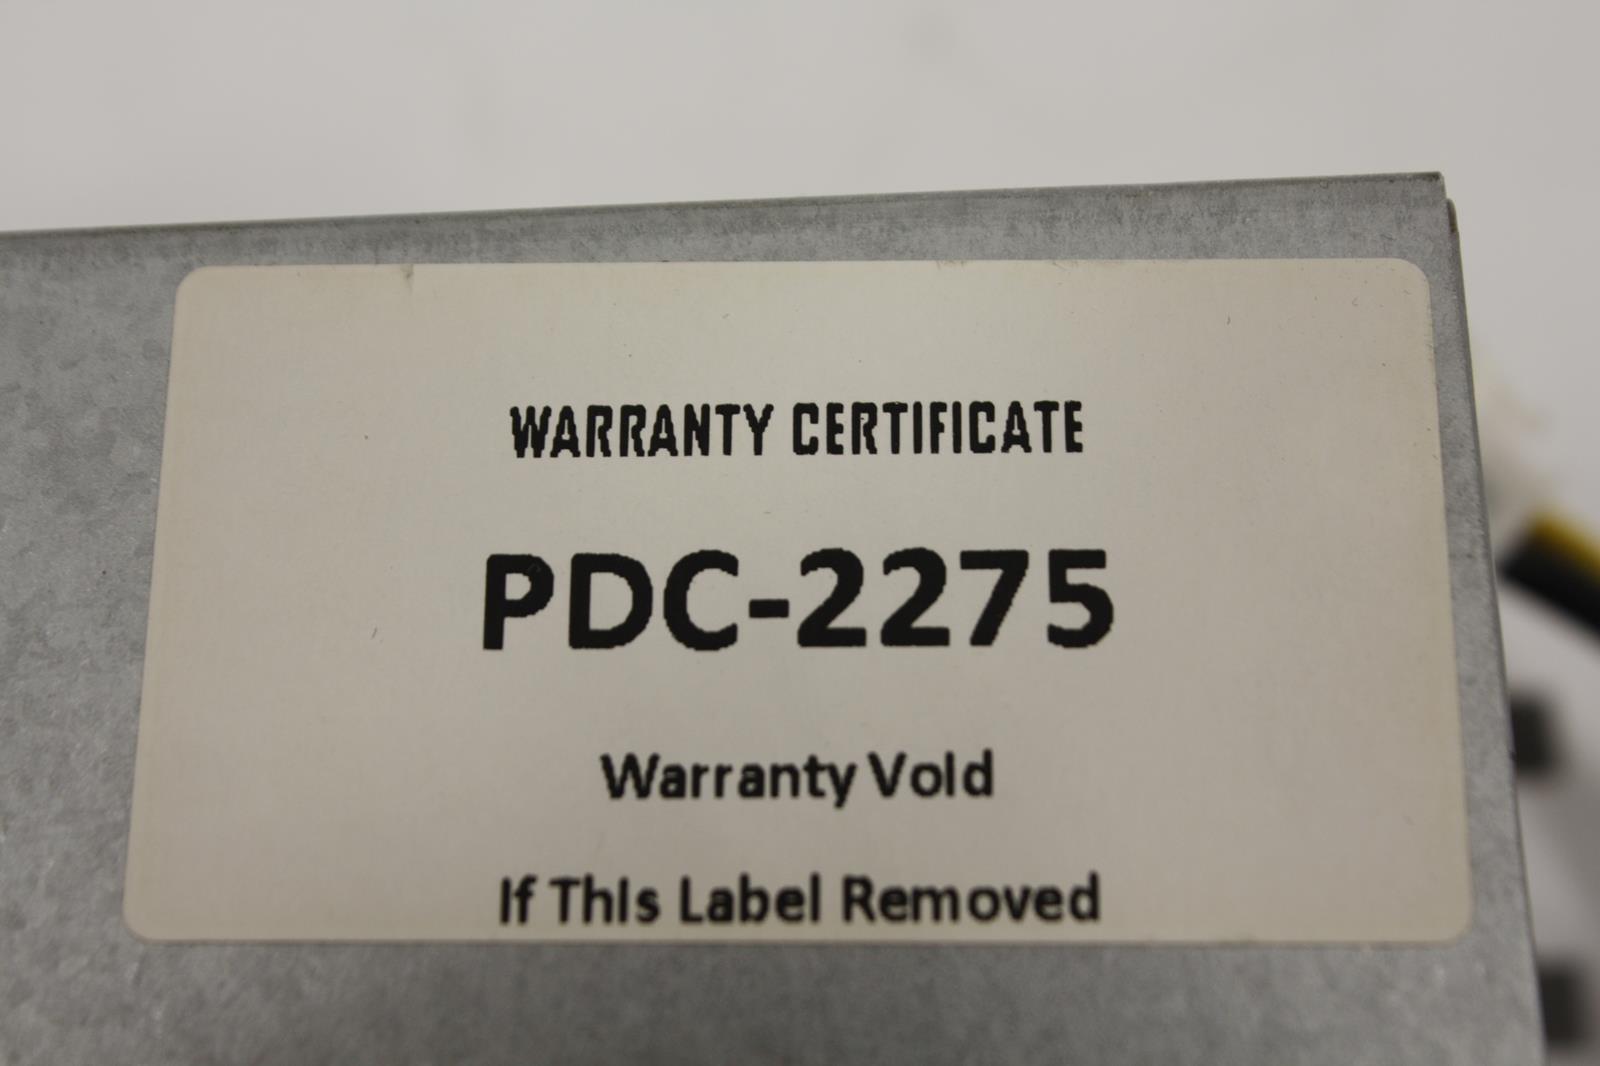 WARRANTY CERTIFICATE
PDC-2275
Warranty Void
If This Label Removed